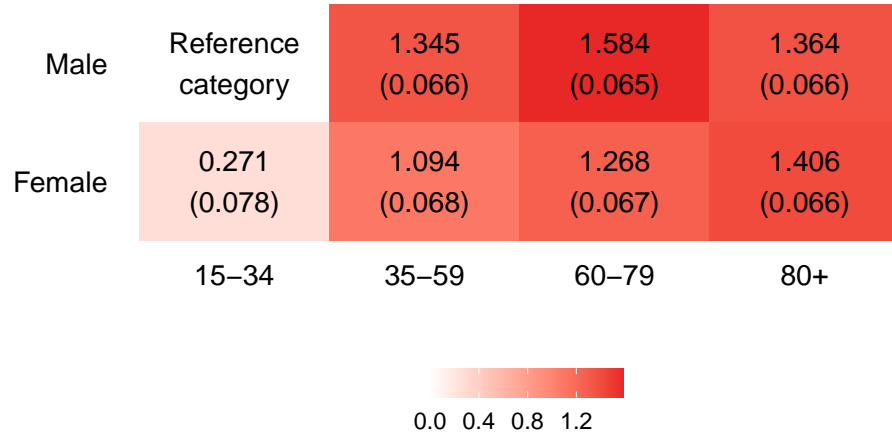 Male
Reference
category
1.345
(0.066)
1.584
(0.065)
1.364
(0.066)
Female
0.271
(0.078)
1.094
(0.068)
1.268
(0.067)
1.406
(0.066)
15–34 35–59 60–79 80+
0.0 0.4 0.8 1.2